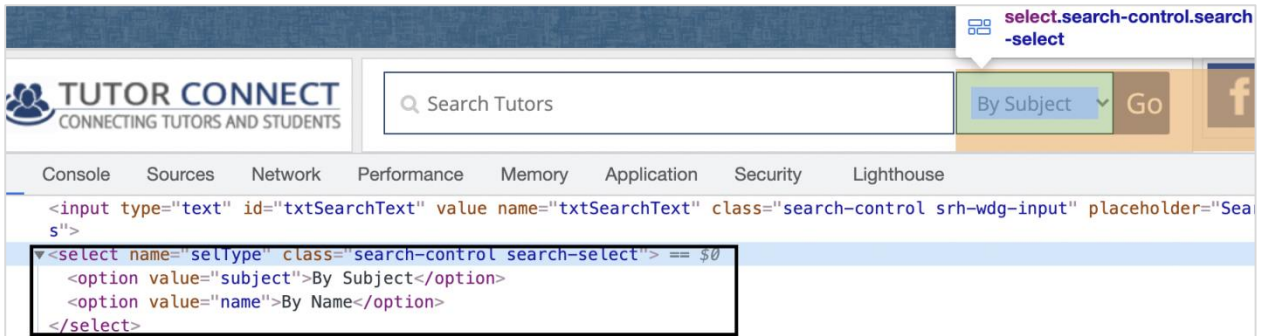 select.search-control.search
-select
TUTOR CONNECT
CONNECTING TUTORS AND STUDENTS
Search Tutors
By Subject
Go
f
Console Sources Network Performance Memory Application Security Lighthouse
<input type="text" id="txtSearchText" value name="txtSearchText" class="search-control srh-wdg-input" placeholder="Sea
s">
▼<select name="selType" class="search-control search-select"> == $0
<option value="subject">By Subject</option>
<option value="name">By Name</option>
</select>